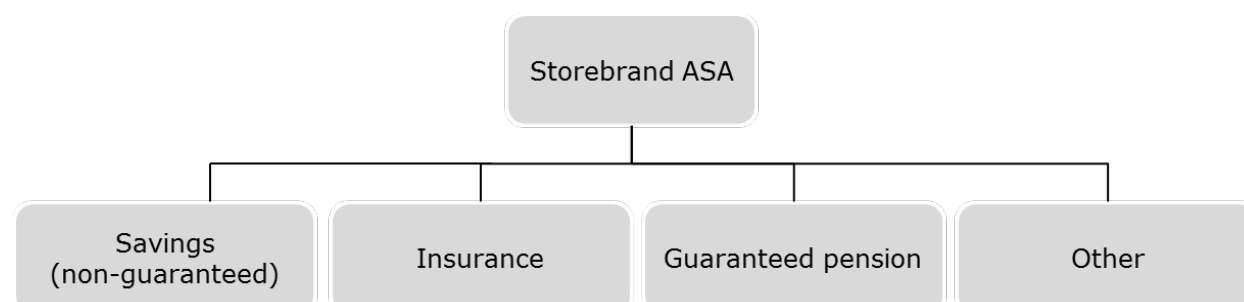 Storebrand ASA
Savings
(non-guaranteed)
Insurance
Guaranteed pension
Other